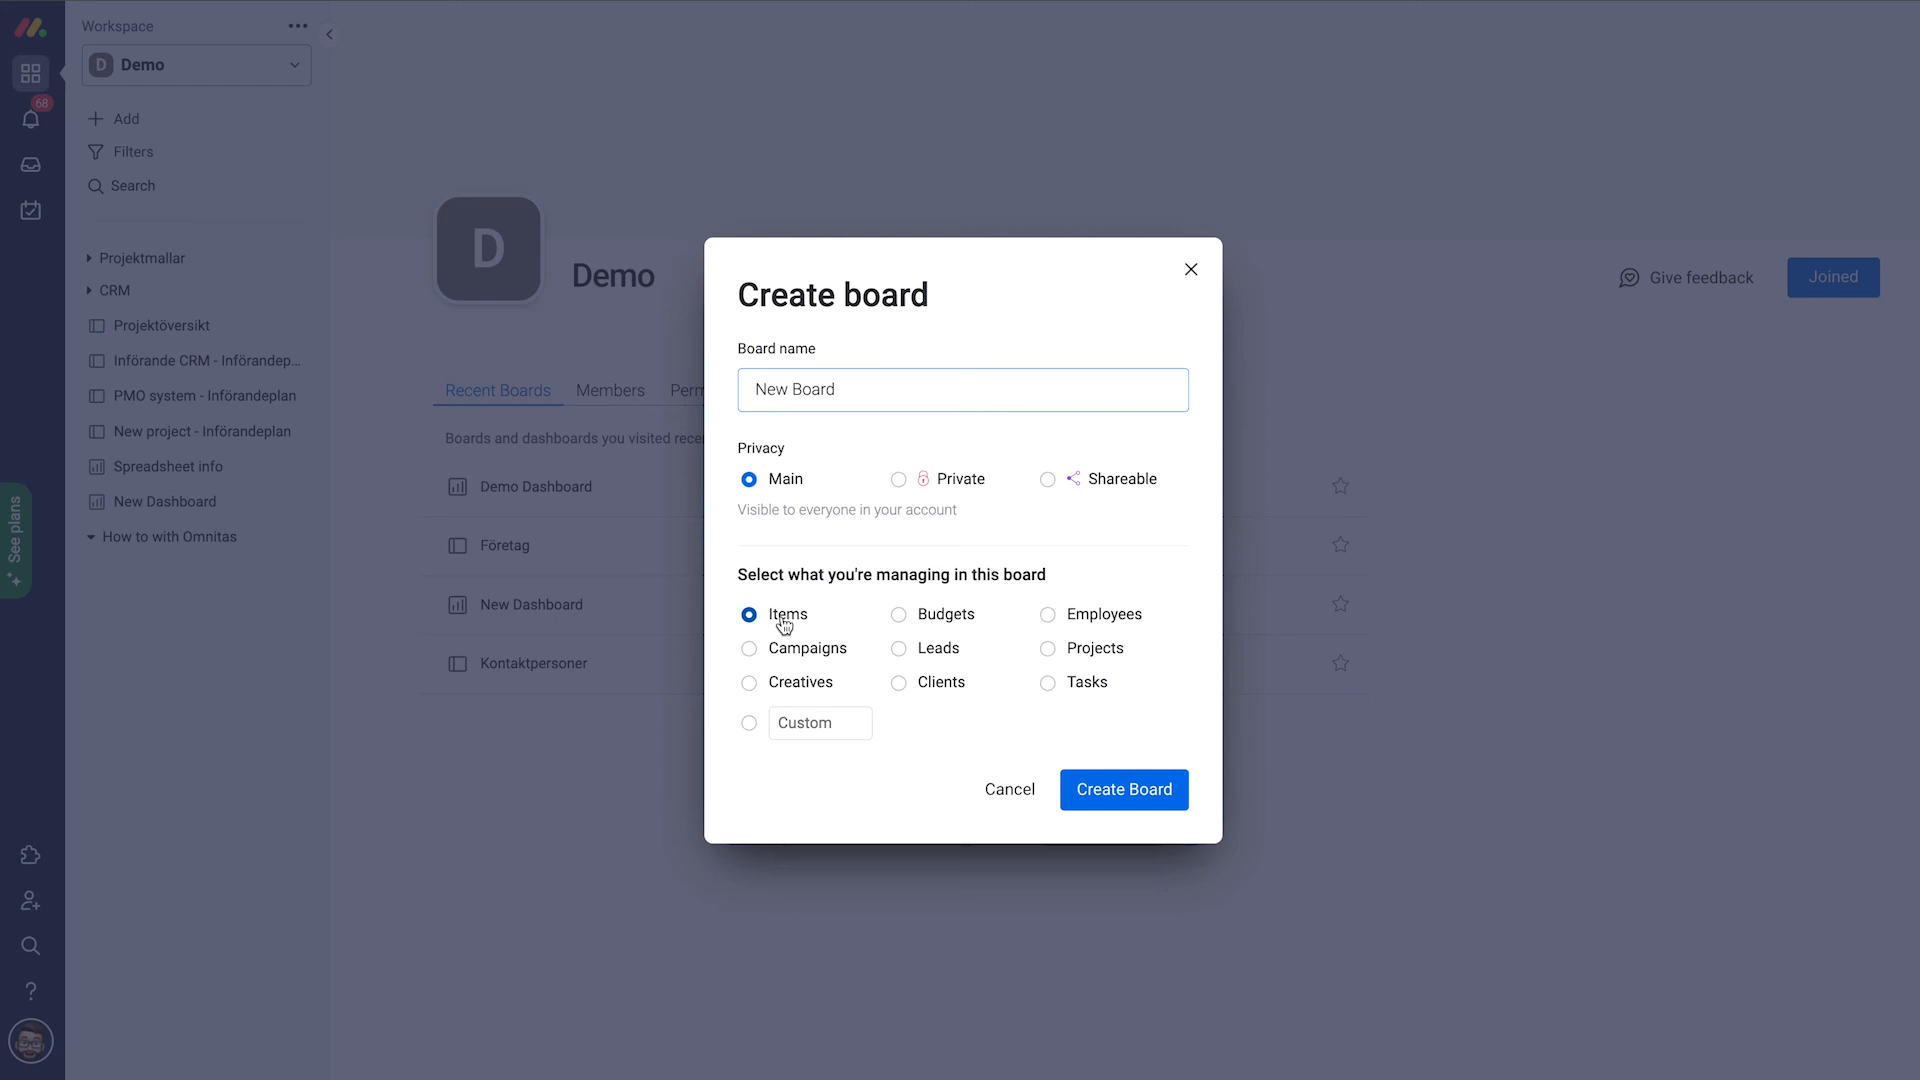 Workspace
D Demo
68
Add
Filters
Search
Projektmallar
CRM
Projektöversikt
Införande CRM - Införandep...
PMO system - Införandeplan
New project - Införandeplan
Spreadsheet info
New Dashboard
How to with Omnitas
See plans
D
Demo
Give feedback
Joined
Recent Boards Members Perm
Boards and dashboards you visited rece
Demo Dashboard
Företag
New Dashboard
Kontaktpersoner
Create board
Board name
New Board
Privacy
Main Private Shareable
Visible to everyone in your account
Select what you're managing in this board
Items Budgets Employees
Campaigns Leads Projects
Creatives Clients Tasks
Custom
Cancel Create Board
?